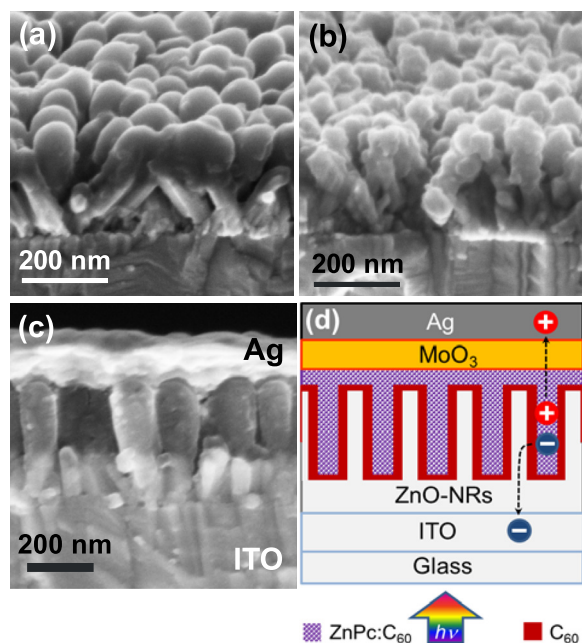 (a)
200 nm
(b)
200 nm
(c)
Ag
200 nm
ITO
(d)
Ag
MoO₃
ZnO-NRs
ITO
Glass
ZnPc:C₆₀
hν
C₆₀